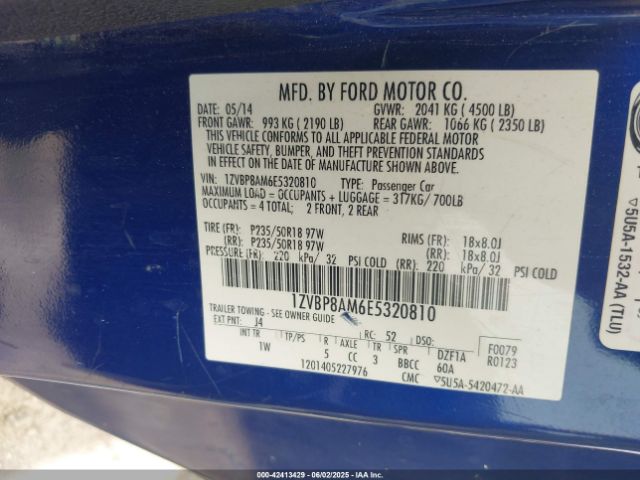 MFD. BY FORD MOTOR CO.
DATE: 05/14 GVWR: 2041 KG ( 4500 LB)
FRONT GAWR: 993 KG ( 2190 LB) REAR GAWR: 1066 KG ( 2350 LB)
THIS VEHICLE CONFORMS TO ALL APPLICABLE FEDERAL MOTOR
VEHICLE SAFETY, BUMPER, AND THEFT PREVENTION STANDARDS
IN EFFECT ON THE DATE OF MANUFACTURE SHOWN ABOVE.
VIN: 1ZVBP8AM6E5320810 TYPE: Passenger Car
MAXIMUM LOAD = OCCUPANTS + LUGGAGE = 317KG/ 700LB
OCCUPANTS = 4 TOTAL; 2 FRONT, 2 REAR
TIRE (FR): P235/50R18 97W RIMS (FR): 18x8.0J
(RR): P235/50R18 97W (RR): 18x8.0J
PRESSURE (FR): 220 kPa/ 32 PSI COLD (RR): 220 kPa/ 32 PSI COLD
1ZVBP8AM6E5320810
TRAILER TOWING - SEE OWNER GUIDE
EXT PNT: J4 RC: 52 DSO:
INT TR TP/PS R AXLE TR SPR DZF1A F0079
1W 5 CC 3 BBCC 60A R0123
1201405227976 CMC ▽5U5A-5420472-AA
▽5U5A-1532-AA (TLU)
000-42413429 - 06/02/2025 - IAAI.COM